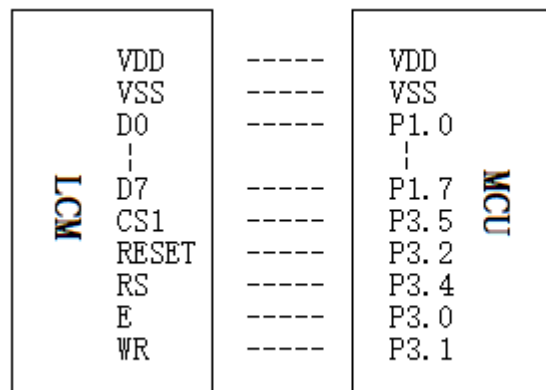 VDD ----- VDD
VSS ----- VSS
D0 ----- P1.0
D7 ----- P1.7
CS1 ----- P3.5
RESET ----- P3.2
RS ----- P3.4
E ----- P3.0
WR ----- P3.1
LCM
MCU